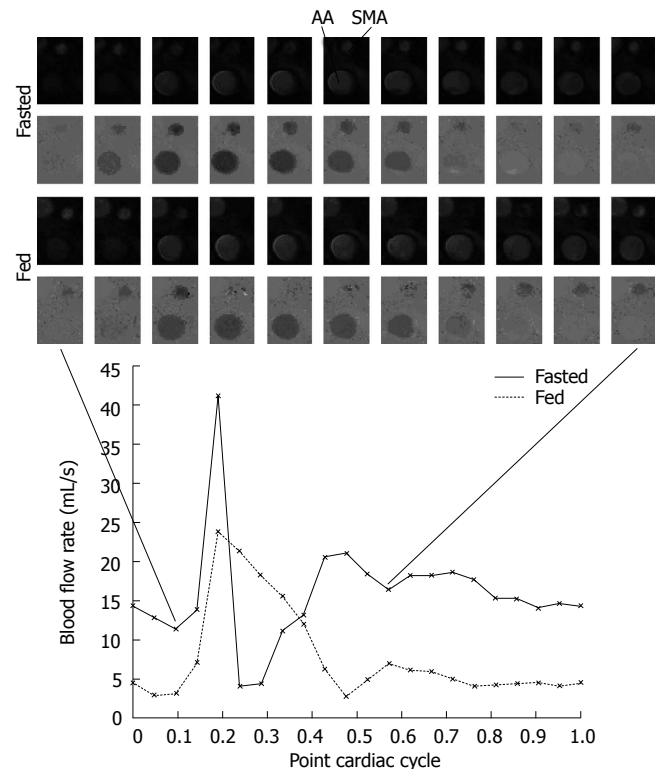 AA SMA
Fasted
Fed
45
40
35
30
25
20
15
10
5
0
Blood flow rate (mL/s)
Fasted
Fed
0 0.1 0.2 0.3 0.4 0.5 0.6 0.7 0.8 0.9 1.0
Point cardiac cycle